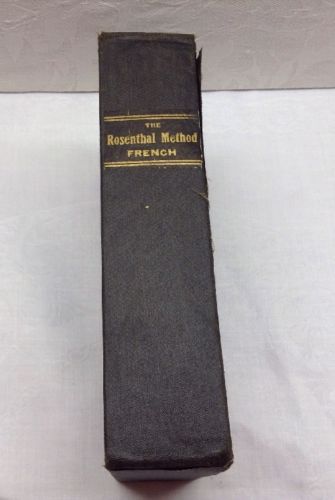 THE
Rosenthal Method
FRENCH